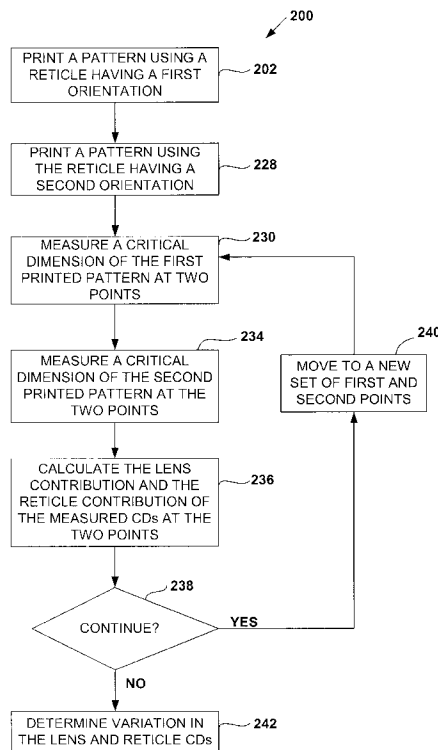 200
PRINT A PATTERN USING A
RETICLE HAVING A FIRST
ORIENTATION
202
PRINT A PATTERN USING
THE RETICLE HAVING A
SECOND ORIENTATION
228
MEASURE A CRITICAL
DIMENSION OF THE FIRST
PRINTED PATTERN AT TWO
POINTS
230
MEASURE A CRITICAL
DIMENSION OF THE SECOND
PRINTED PATTERN AT THE
TWO POINTS
234
MOVE TO A NEW
SET OF FIRST AND
SECOND POINTS
240
CALCULATE THE LENS
CONTRIBUTION AND THE
RETICLE CONTRIBUTION OF
THE MEASURED CDs AT THE
TWO POINTS
236
CONTINUE?
238
YES
NO
DETERMINE VARIATION IN
THE LENS AND RETICLE CDs
242